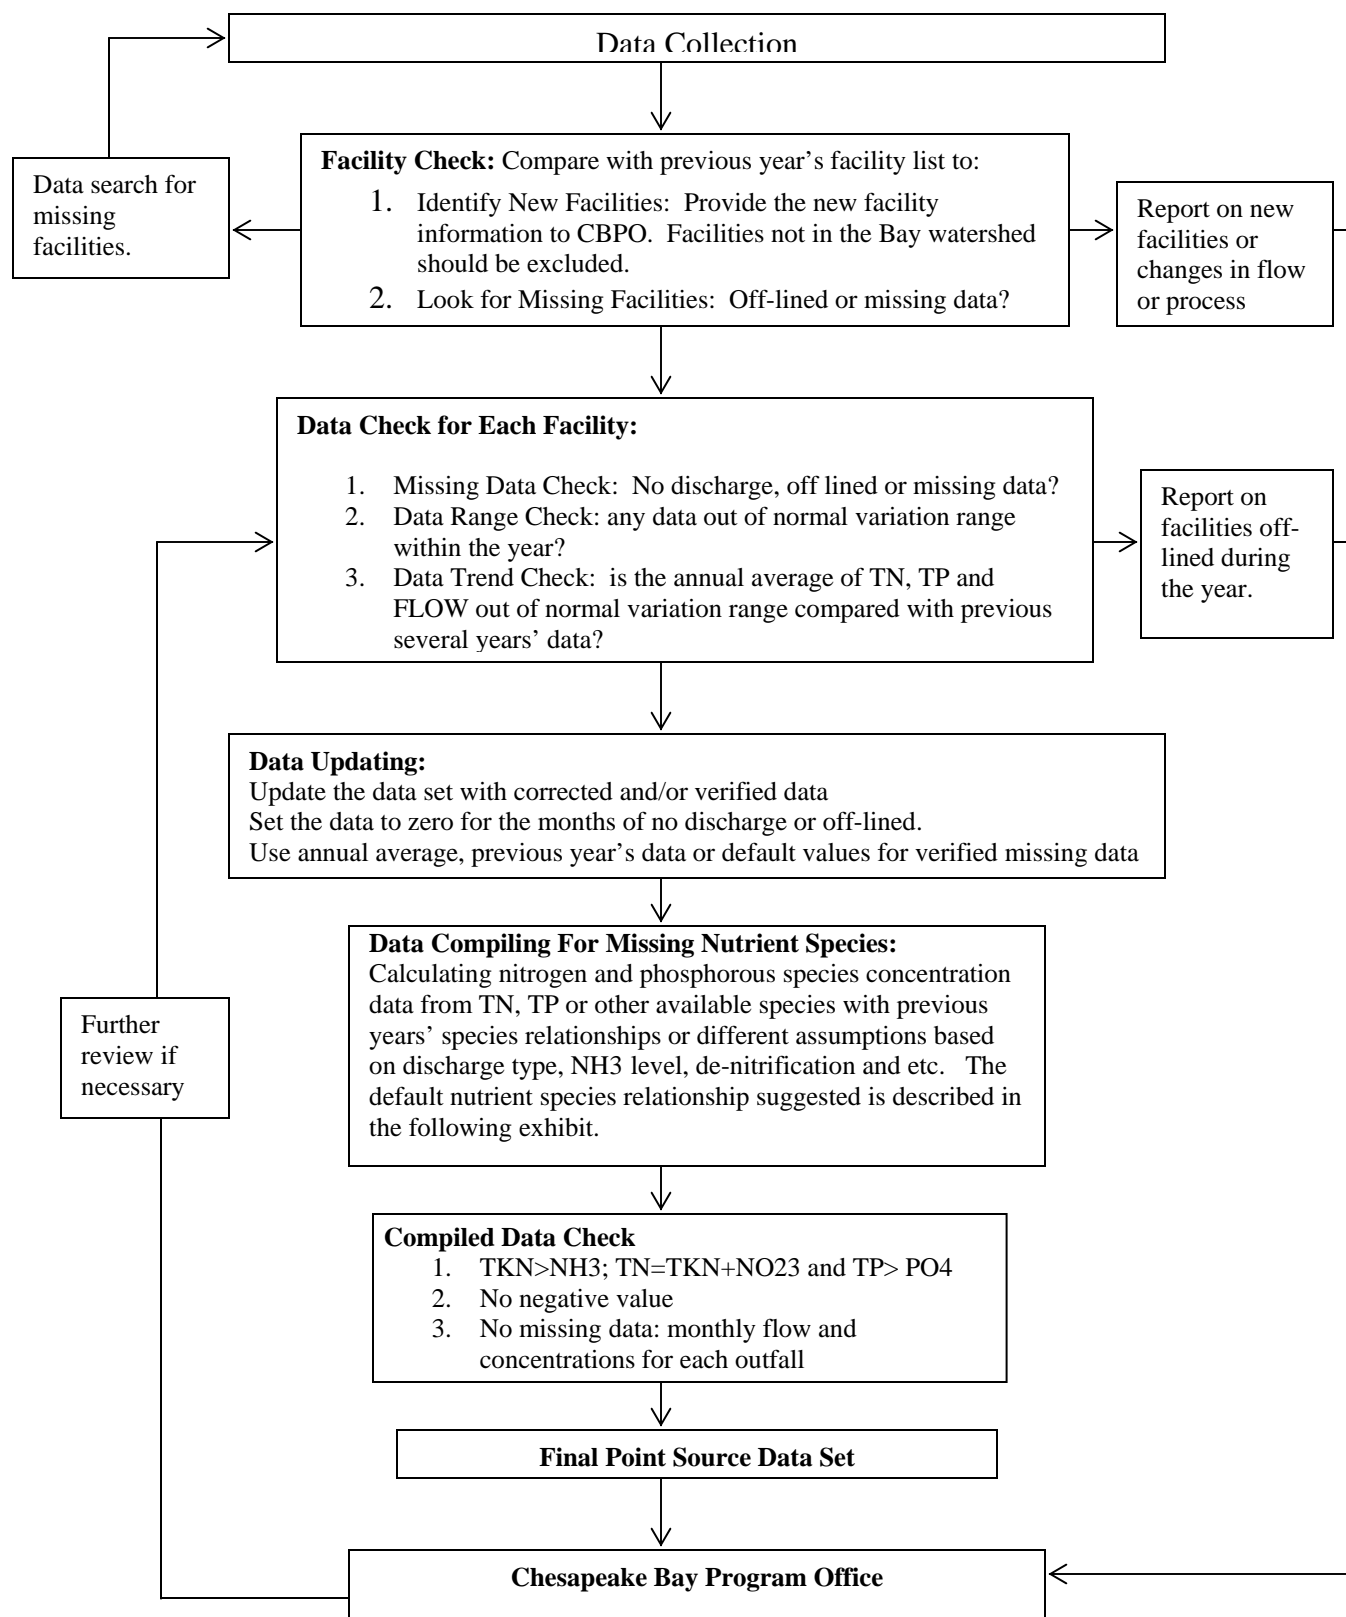 Data Collection
Facility Check: Compare with previous year’s facility list to:
1. Identify New Facilities: Provide the new facility
information to CBPO. Facilities not in the Bay watershed
should be excluded.
2. Look for Missing Facilities: Off-lined or missing data?
Data search for
missing
facilities.
Report on new
facilities or
changes in flow
or process
Data Check for Each Facility:
1. Missing Data Check: No discharge, off lined or missing data?
2. Data Range Check: any data out of normal variation range
within the year?
3. Data Trend Check: is the annual average of TN, TP and
FLOW out of normal variation range compared with previous
several years’ data?
Report on
facilities off-
lined during
the year.
Data Updating:
Update the data set with corrected and/or verified data
Set the data to zero for the months of no discharge or off-lined.
Use annual average, previous year’s data or default values for verified missing data
Data Compiling For Missing Nutrient Species:
Calculating nitrogen and phosphorous species concentration
data from TN, TP or other available species with previous
years’ species relationships or different assumptions based
on discharge type, NH3 level, de-nitrification and etc. The
default nutrient species relationship suggested is described in
the following exhibit.
Further
review if
necessary
Compiled Data Check
1. TKN>NH3; TN=TKN+NO23 and TP> PO4
2. No negative value
3. No missing data: monthly flow and
concentrations for each outfall
Final Point Source Data Set
Chesapeake Bay Program Office